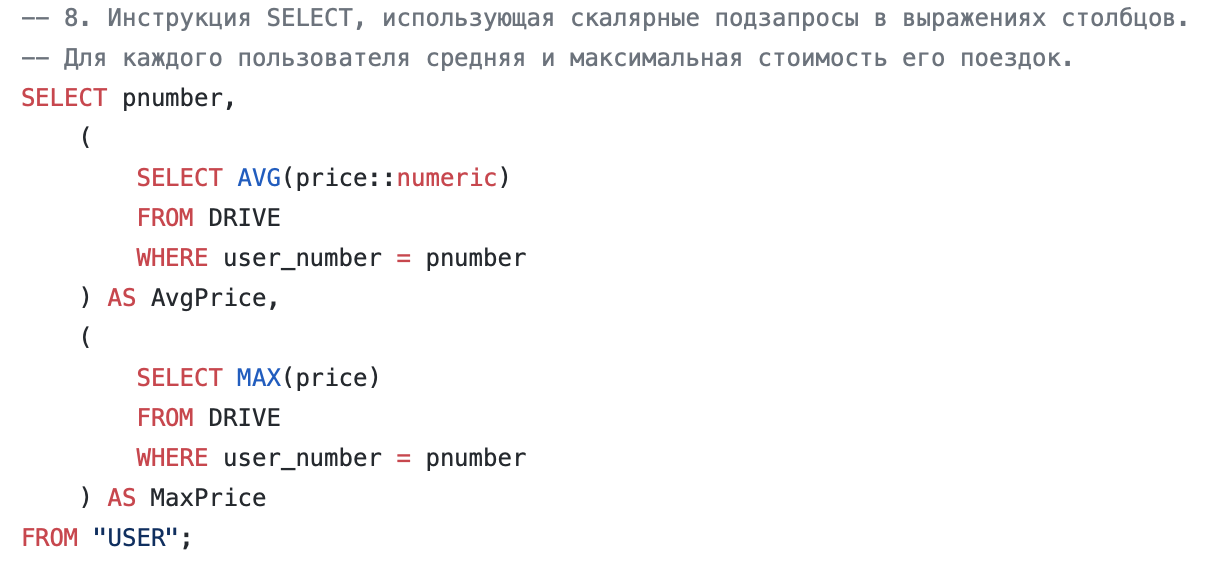 -- 8. Инструкция SELECT, использующая скалярные подзапросы в выражениях столбцов.
-- Для каждого пользователя средняя и максимальная стоимость его поездок.
SELECT pnumber,
    (
        SELECT AVG(price::numeric)
        FROM DRIVE
        WHERE user_number = pnumber
    ) AS AvgPrice,
    (
        SELECT MAX(price)
        FROM DRIVE
        WHERE user_number = pnumber
    ) AS MaxPrice
FROM "USER";